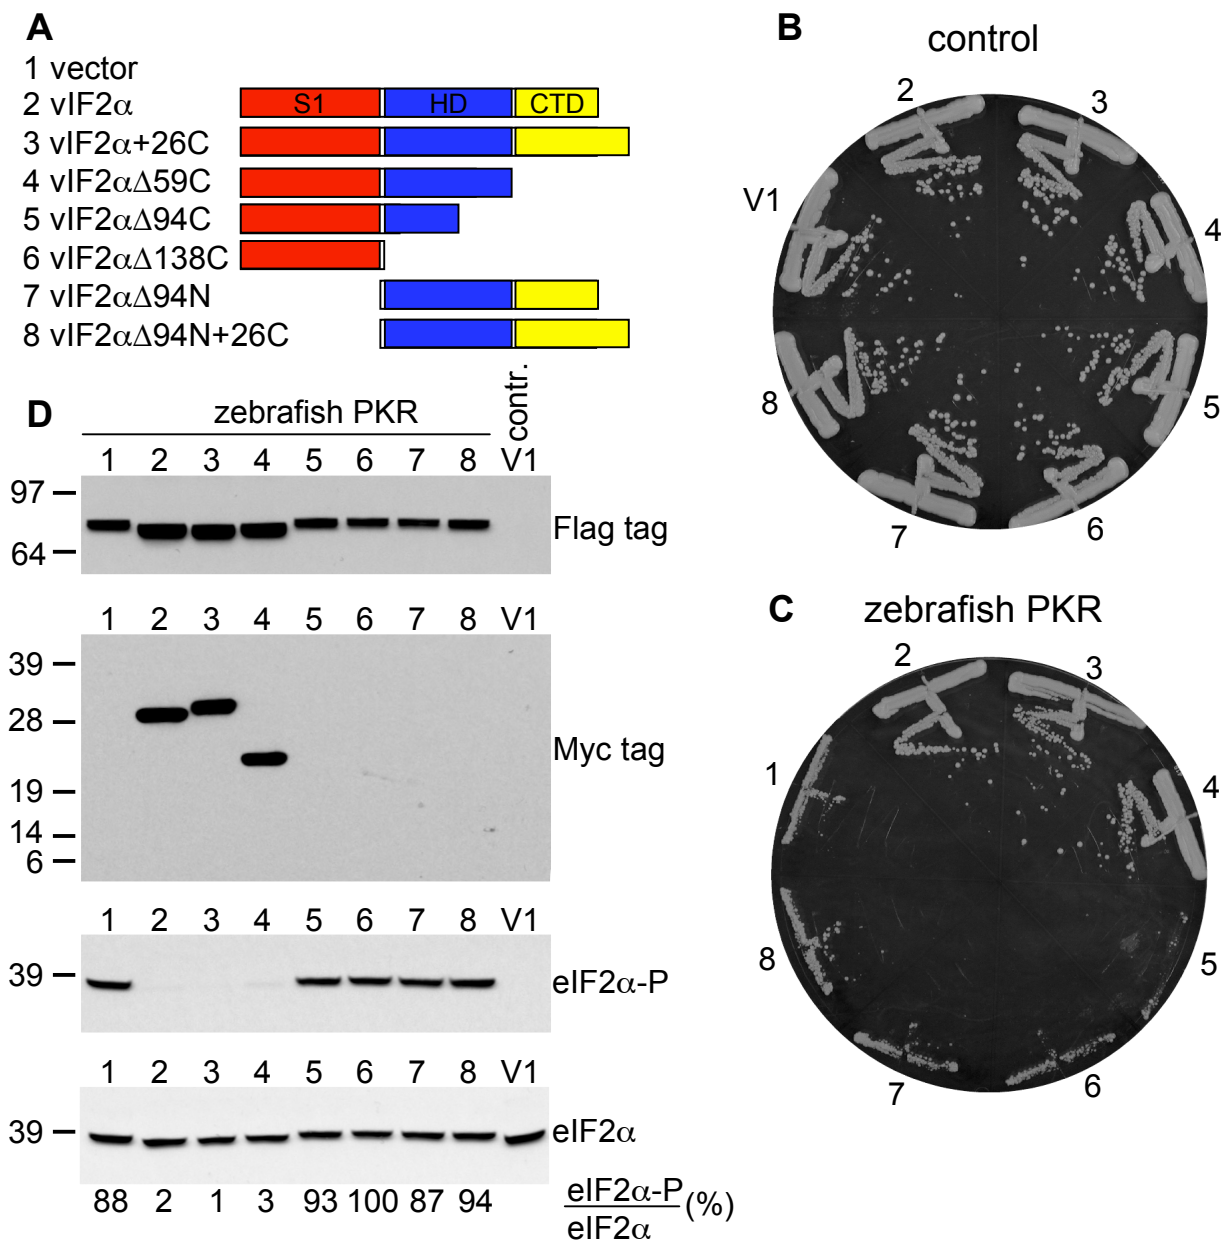 A
1 vector
2 vIF2α
S1 HD CTD
3 vIF2α+26C
4 vIF2αΔ59C
5 vIF2αΔ94C
6 vIF2αΔ138C
7 vIF2αΔ94N
8 vIF2αΔ94N+26C
B
control
2 3
V1 4
8 5
7 6
C
zebrafish PKR
2 3
1 4
8 5
7 6
D
zebrafish PKR
contr.
1 2 3 4 5 6 7 8 V1
97
64
Flag tag
1 2 3 4 5 6 7 8 V1
39
28
19
14
6
Myc tag
1 2 3 4 5 6 7 8 V1
39
eIF2α-P
1 2 3 4 5 6 7 8 V1
39
eIF2α
88 2 1 3 93 100 87 94
eIF2α-P (%)
eIF2α